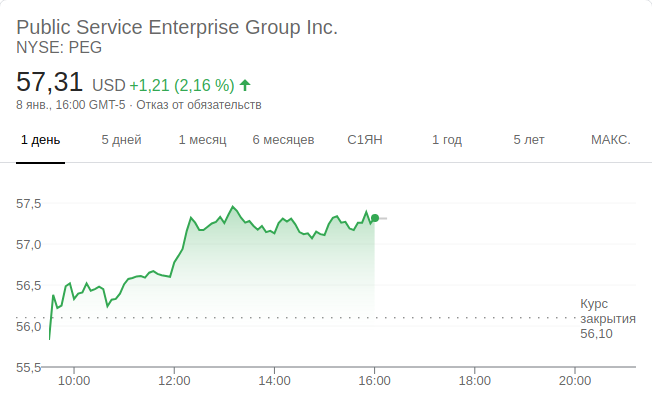 Public Service Enterprise Group Inc.
NYSE: PEG
57,31 USD +1,21 (2,16 %)
8 янв., 16:00 GMT-5 · Отказ от обязательств
1 день 5 дней 1 месяц 6 месяцев С1ЯН 1 год 5 лет МАКС.
57,5
57,0
56,5
Курс
закрытия
56,10
56,0
55,5
10:00 12:00 14:00 16:00 18:00 20:00